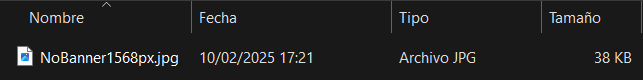 Nombre Fecha Tipo Tamaño
NoBanner1568px.jpg 10/02/2025 17:21 Archivo JPG 38 KB